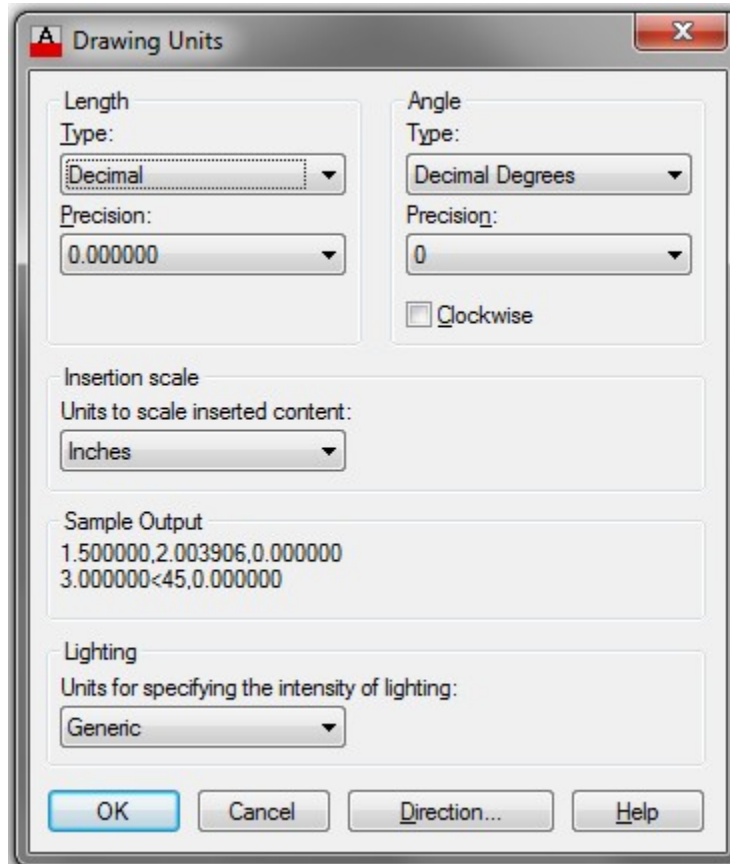 A Drawing Units X
Length
Type:
Decimal
Precision:
0.000000
Angle
Type:
Decimal Degrees
Precision:
0
Clockwise
Insertion scale
Units to scale inserted content:
Inches
Sample Output
1.500000,2.003906,0.000000
3.000000<45,0.000000
Lighting
Units for specifying the intensity of lighting:
Generic
OK Cancel Direction... Help